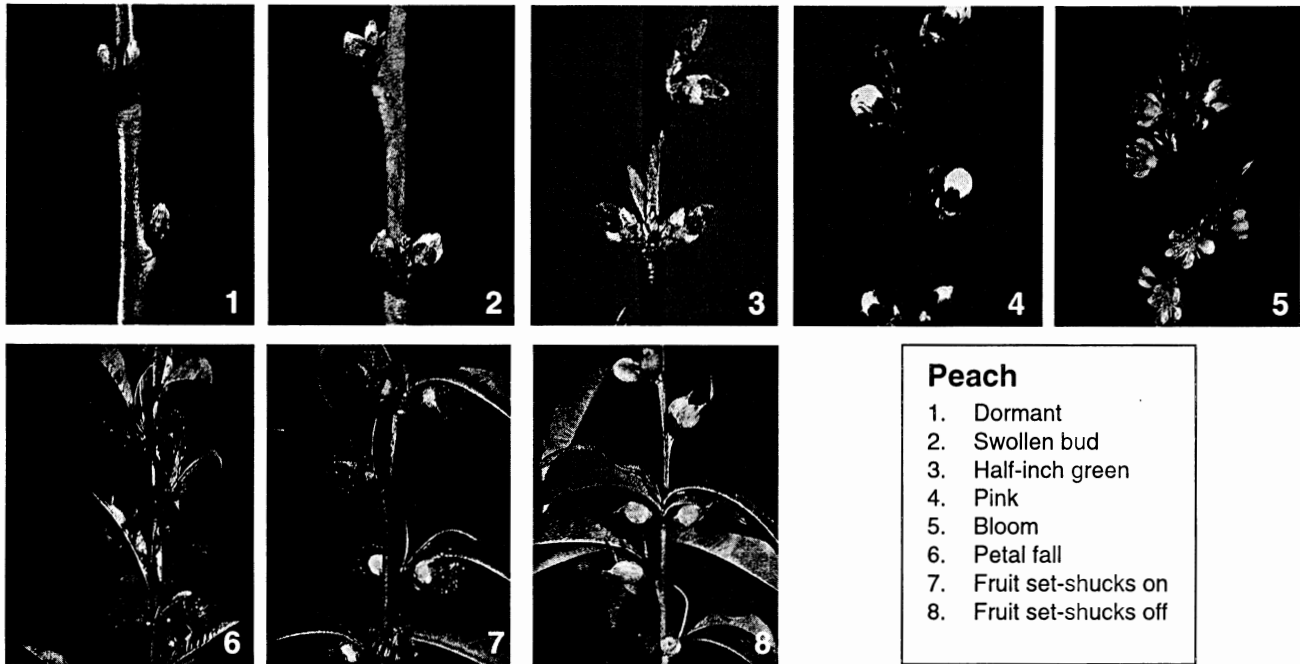 1
2
3
4
5
6
7
8
Peach
1. Dormant
2. Swollen bud
3. Half-inch green
4. Pink
5. Bloom
6. Petal fall
7. Fruit set-shucks on
8. Fruit set-shucks off